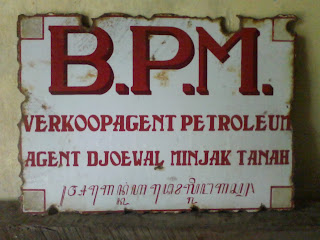 B.P.M.
VERKOOPAGENT PETROLEUM
AGENT DJOEWAL MINJAK TANAH